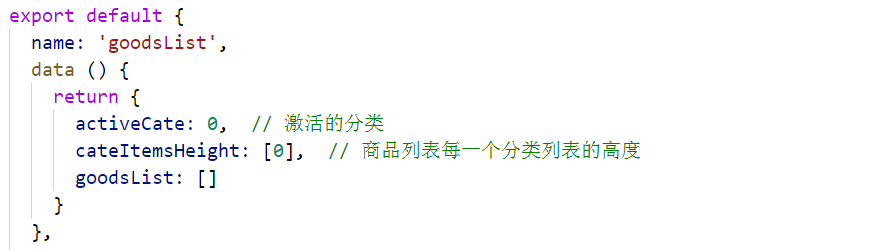 export default {
name: 'goodsList',
data () {
return {
activeCate: 0,  // 激活的分类
cateItemsHeight: [0],  // 商品列表每一个分类列表的高度
goodsList: []
}
},